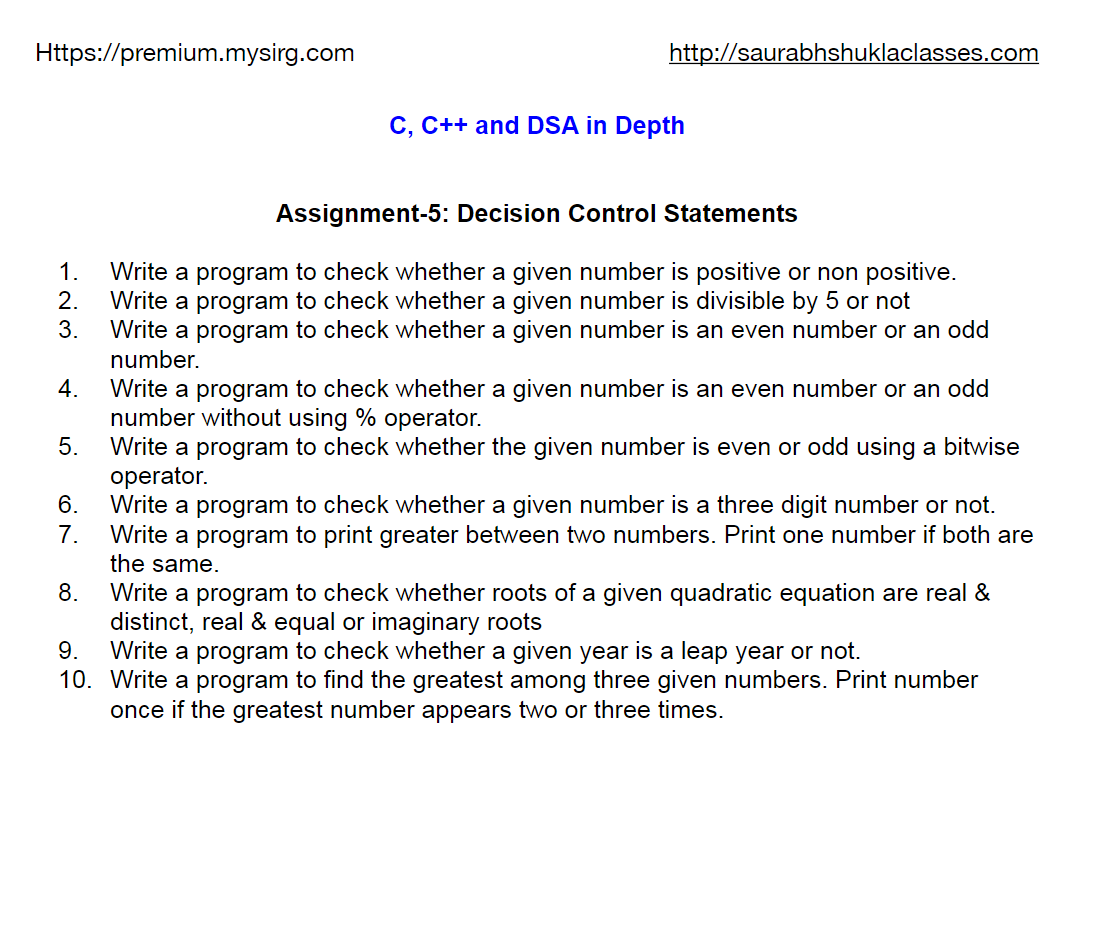 Https://premium.mysirg.com http://saurabhshuklaclasses.com
C, C++ and DSA in Depth
Assignment-5: Decision Control Statements
1. Write a program to check whether a given number is positive or non positive.
2. Write a program to check whether a given number is divisible by 5 or not
3. Write a program to check whether a given number is an even number or an odd
number.
4. Write a program to check whether a given number is an even number or an odd
number without using % operator.
5. Write a program to check whether the given number is even or odd using a bitwise
operator.
6. Write a program to check whether a given number is a three digit number or not.
7. Write a program to print greater between two numbers. Print one number if both are
the same.
8. Write a program to check whether roots of a given quadratic equation are real &
distinct, real & equal or imaginary roots
9. Write a program to check whether a given year is a leap year or not.
10. Write a program to find the greatest among three given numbers. Print number
once if the greatest number appears two or three times.